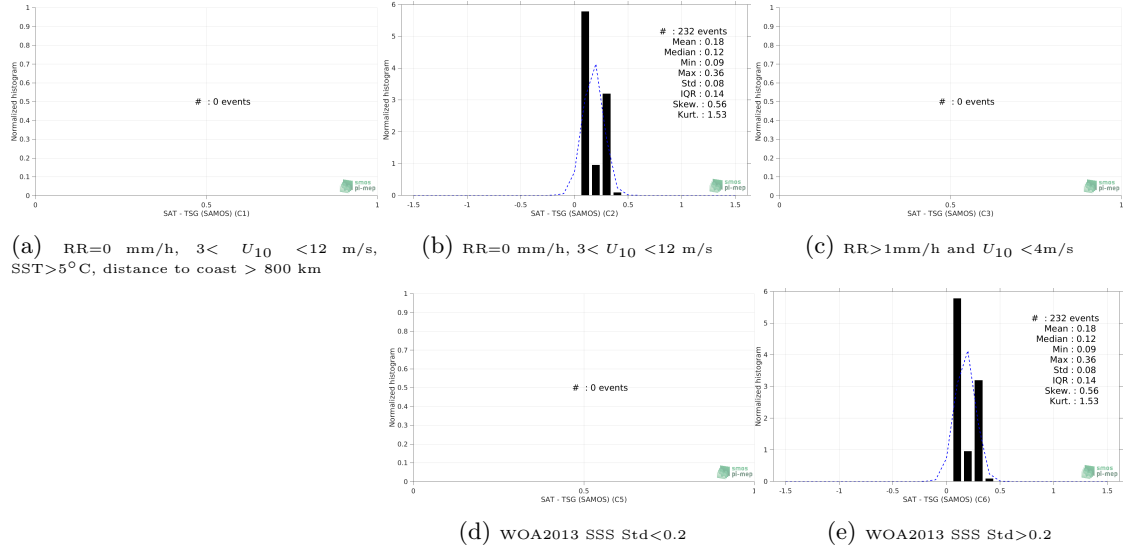 1
0.9
0.8
0.7
0.6
0.5
0.4
0.3
0.2
0.1
0
Normalized histogram
# : 0 events
0 0.5 1
SAT - TSG (SAMOS) (C1)
smos
pi-mep
(a) RR=0 mm/h, 3< U10 <12 m/s,
SST>5°C, distance to coast > 800 km
6
5
4
3
2
1
0
Normalized histogram
# : 232 events
Mean : 0.18
Median : 0.12
Min : 0.09
Max : 0.36
Std : 0.08
IQR : 0.14
Skew. : 0.56
Kurt. : 1.53
-1.5 -1 -0.5 0 0.5 1 1.5
SAT - TSG (SAMOS) (C2)
smos
pi-mep
(b) RR=0 mm/h, 3< U10 <12 m/s
1
0.9
0.8
0.7
0.6
0.5
0.4
0.3
0.2
0.1
0
Normalized histogram
# : 0 events
0 0.5 1
SAT - TSG (SAMOS) (C3)
smos
pi-mep
(c) RR>1mm/h and U10 <4m/s
1
0.9
0.8
0.7
0.6
0.5
0.4
0.3
0.2
0.1
0
Normalized histogram
# : 0 events
0 0.5 1
SAT - TSG (SAMOS) (C5)
smos
pi-mep
(d) WOA2013 SSS Std<0.2
6
5
4
3
2
1
0
Normalized histogram
# : 232 events
Mean : 0.18
Median : 0.12
Min : 0.09
Max : 0.36
Std : 0.08
IQR : 0.14
Skew. : 0.56
Kurt. : 1.53
-1.5 -1 -0.5 0 0.5 1 1.5
SAT - TSG (SAMOS) (C6)
smos
pi-mep
(e) WOA2013 SSS Std>0.2